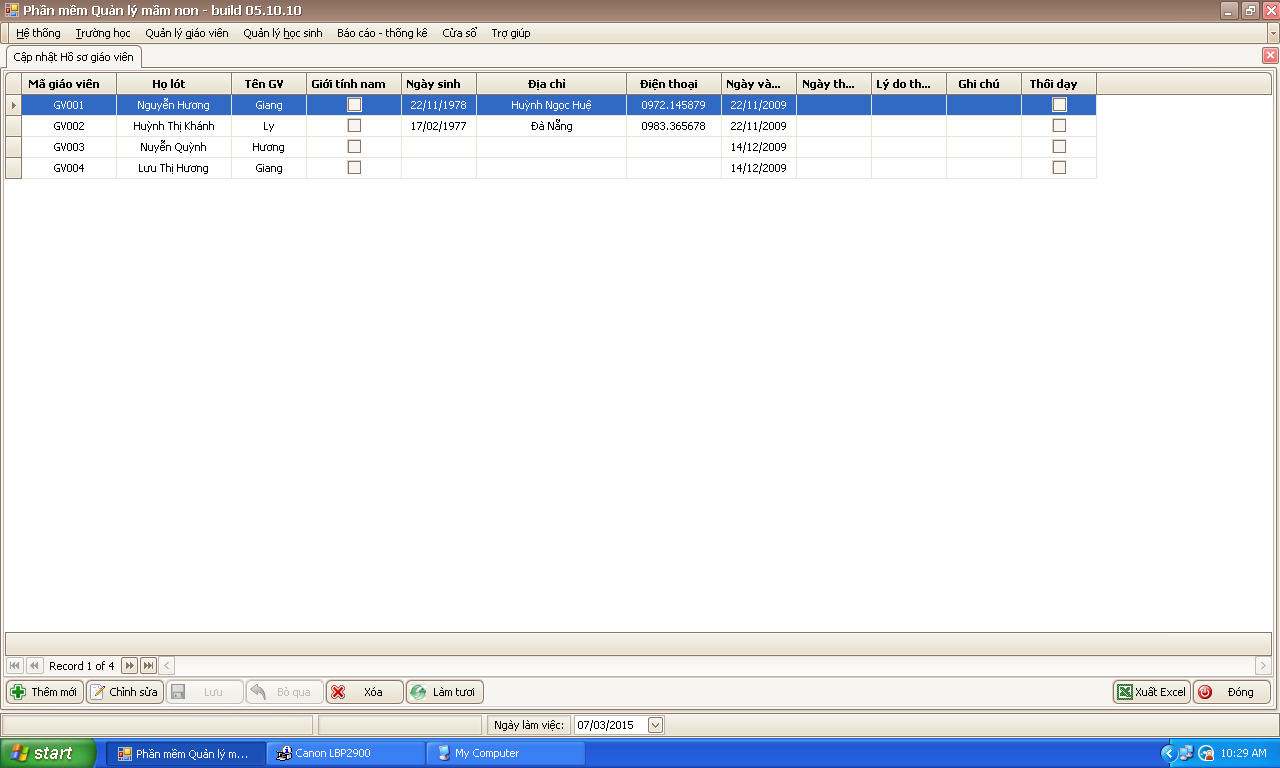 Phần mềm Quản lý mầm non - build 05.10.10
Hệ thống Trường học Quản lý giáo viên Quản lý học sinh Báo cáo - thống kê Cửa sổ Trợ giúp
Cập nhật Hồ sơ giáo viên
Mã giáo viên Họ lót Tên GV Giới tính nam Ngày sinh Địa chỉ Điện thoại Ngày và... Ngày th... Lý do th... Ghi chú Thôi dạy
GV001 Nguyễn Hương Giang 22/11/1978 Huỳnh Ngọc Huệ 0972.145879 22/11/2009
GV002 Huỳnh Thị Khánh Ly 17/02/1977 Đà Nẵng 0983.365678 22/11/2009
GV003 Nuyễn Quỳnh Hương 14/12/2009
GV004 Lưu Thị Hương Giang 14/12/2009
Record 1 of 4
Thêm mới Chỉnh sửa Lưu Bỏ qua Xóa Làm tươi Xuất Excel Đóng
Ngày làm việc: 07/03/2015
start Phần mềm Quản lý m... Canon LBP2900 My Computer 10:29 AM